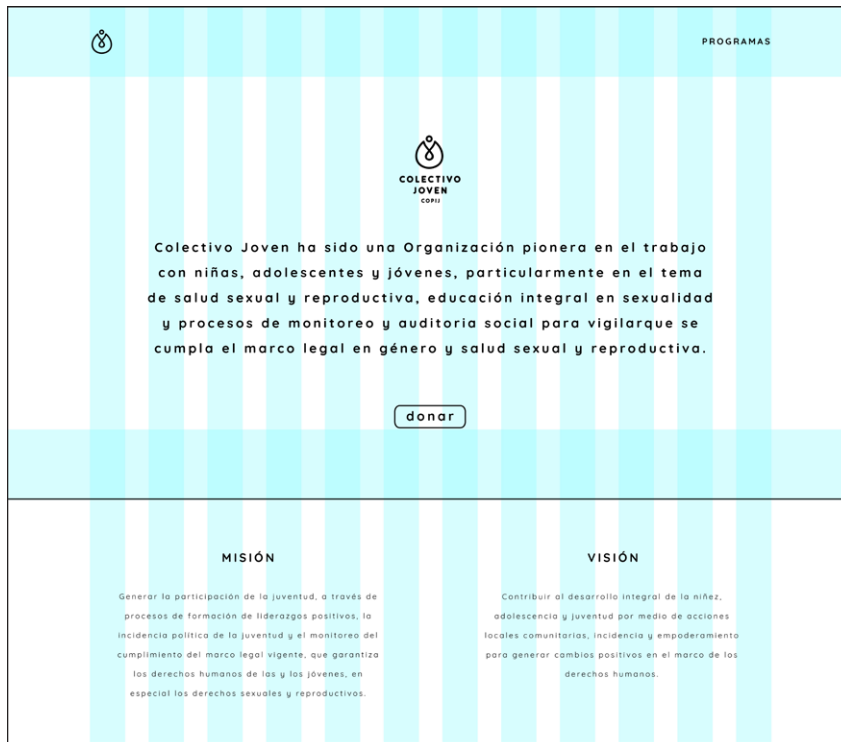 PROGRAMAS
COLECTIVO
JOVEN
COPIJ
Colectivo Joven ha sido una Organización pionera en el trabajo
con niñas, adolescentes y jóvenes, particularmente en el tema
de salud sexual y reproductiva, educación integral en sexualidad
y procesos de monitoreo y auditoria social para vigilarque se
cumpla el marco legal en género y salud sexual y reproductiva.
donar
MISIÓN
Generar la participación de la juventud, a través de
procesos de formación de liderazgos positivos, la
incidencia política de la juventud y el monitoreo del
cumplimiento del marco legal vigente, que garantiza
los derechos humanos de las y los jóvenes, en
especial los derechos sexuales y reproductivos.
VISIÓN
Contribuir al desarrollo integral de la niñez,
adolescencia y juventud por medio de acciones
locales comunitarias, incidencia y empoderamiento
para generar cambios positivos en el marco de los
derechos humanos.